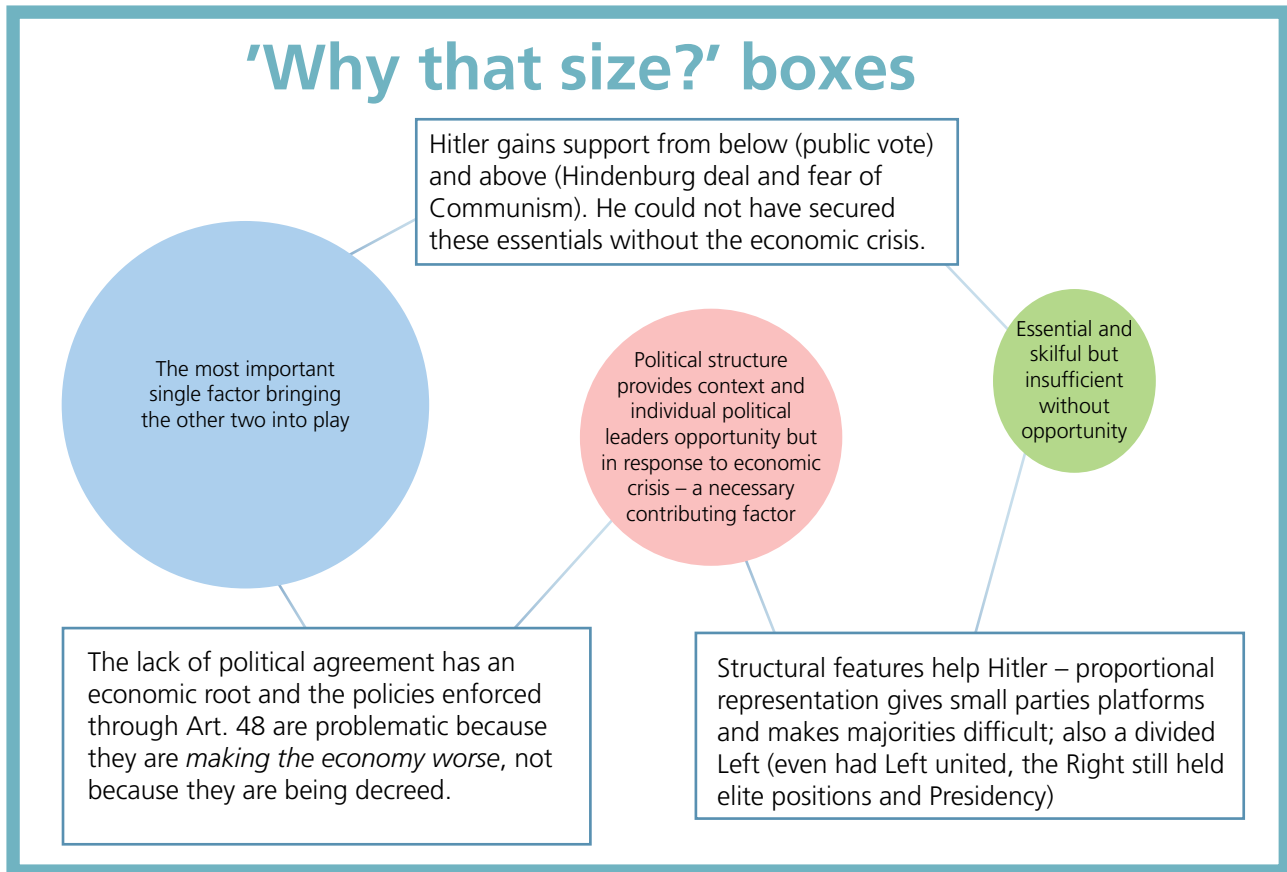 ’Why that size?’ boxes
Hitler gains support from below (public vote)
and above (Hindenburg deal and fear of
Communism). He could not have secured
these essentials without the economic crisis.
The most important
single factor bringing
the other two into play
Political structure
provides context and
individual political
leaders opportunity but
in response to economic
crisis – a necessary
contributing factor
Essential and
skilful but
insufficient
without
opportunity
The lack of political agreement has an
economic root and the policies enforced
through Art. 48 are problematic because
they are making the economy worse, not
because they are being decreed.
Structural features help Hitler – proportional
representation gives small parties platforms
and makes majorities difficult; also a divided
Left (even had Left united, the Right still held
elite positions and Presidency)